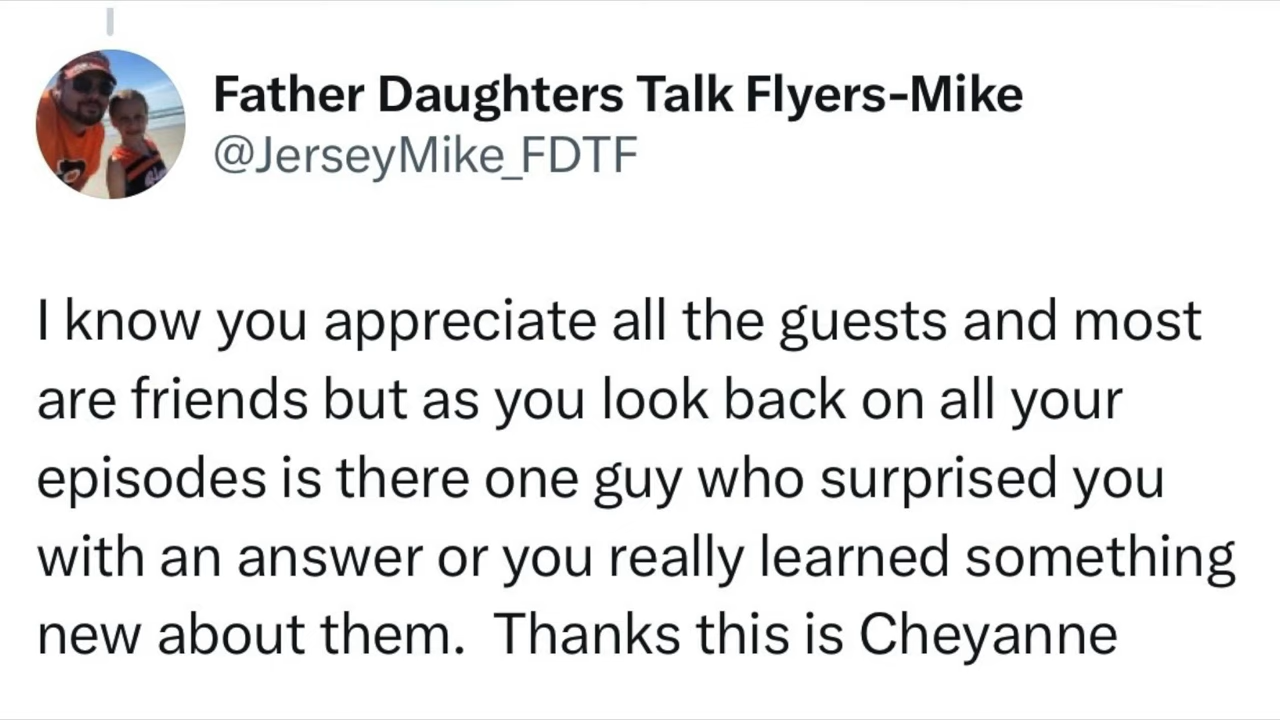 Father Daughters Talk Flyers-Mike
@JerseyMike_FDTF
I know you appreciate all the guests and most
are friends but as you look back on all your
episodes is there one guy who surprised you
with an answer or you really learned something
new about them.  Thanks this is Cheyanne